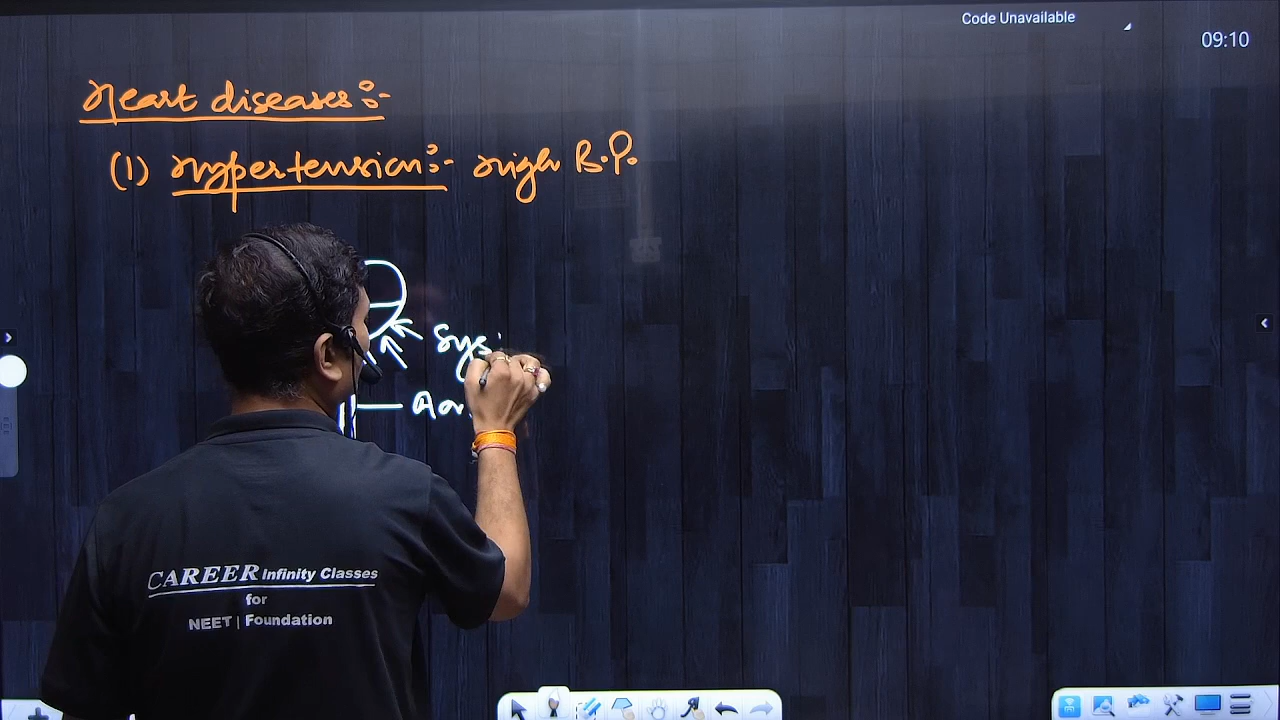 Code Unavailable
09:10
Heart diseases :-
(1) Hypertension :- High B.P.
Sys
Aor
CAREER Infinity Classes
for
NEET | Foundation